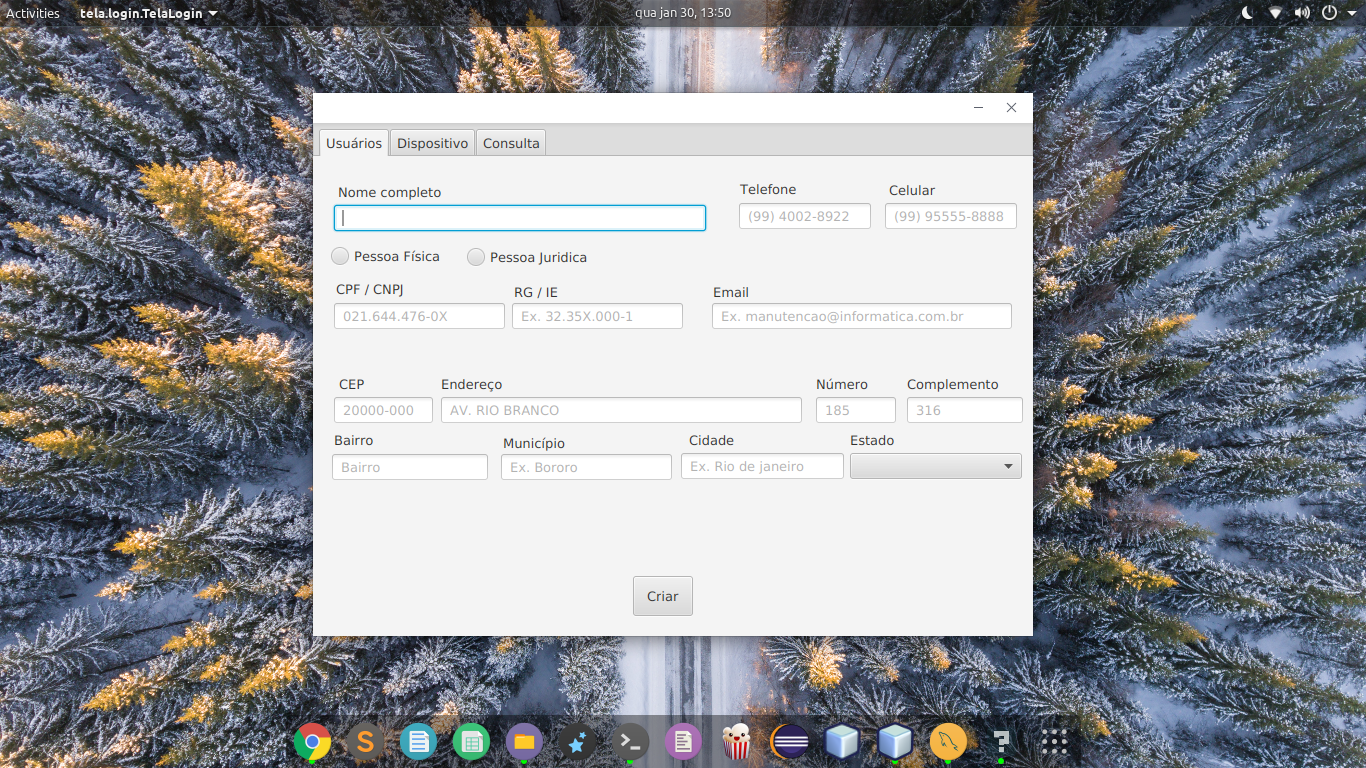 Activities tela.login.TelaLogin qua jan 30, 13:50
Usuários Dispositivo Consulta
Nome completo Telefone Celular
(99) 4002-8922 (99) 95555-8888
Pessoa Física Pessoa Juridica
CPF / CNPJ RG / IE Email
021.644.476-0X Ex. 32.35X.000-1 Ex. manutencao@informatica.com.br
CEP Endereço Número Complemento
20000-000 AV. RIO BRANCO 185 316
Bairro Município Cidade Estado
Bairro Ex. Bororo Ex. Rio de janeiro
Criar